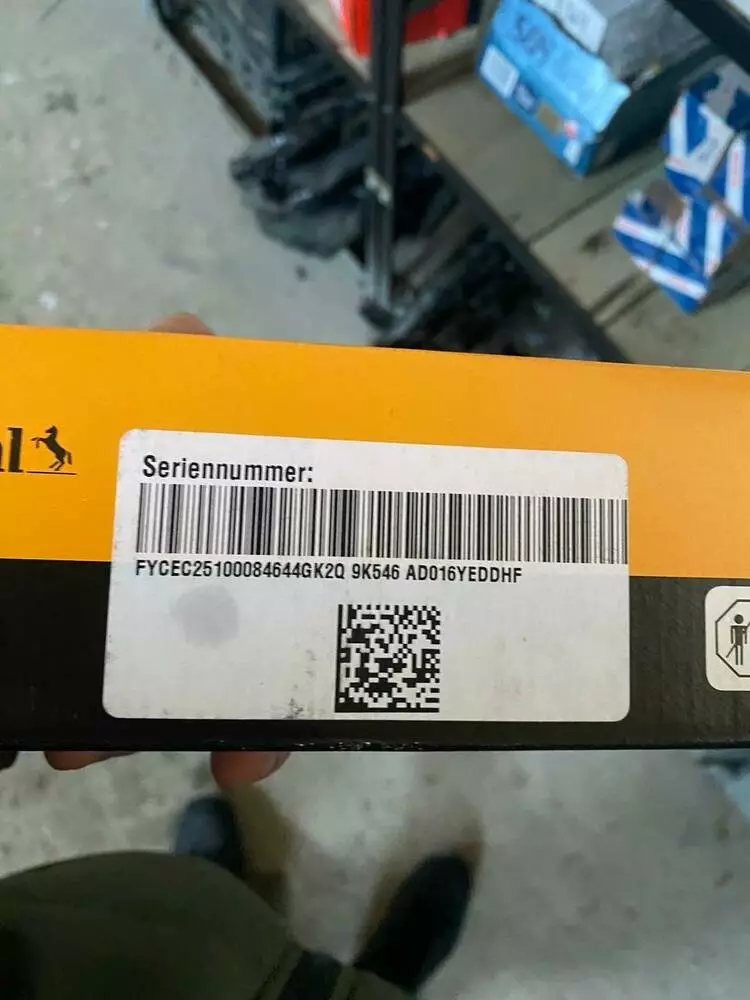 Seriennummer:
FYCEC25100084644GK2Q 9K546 AD016YEDDHF